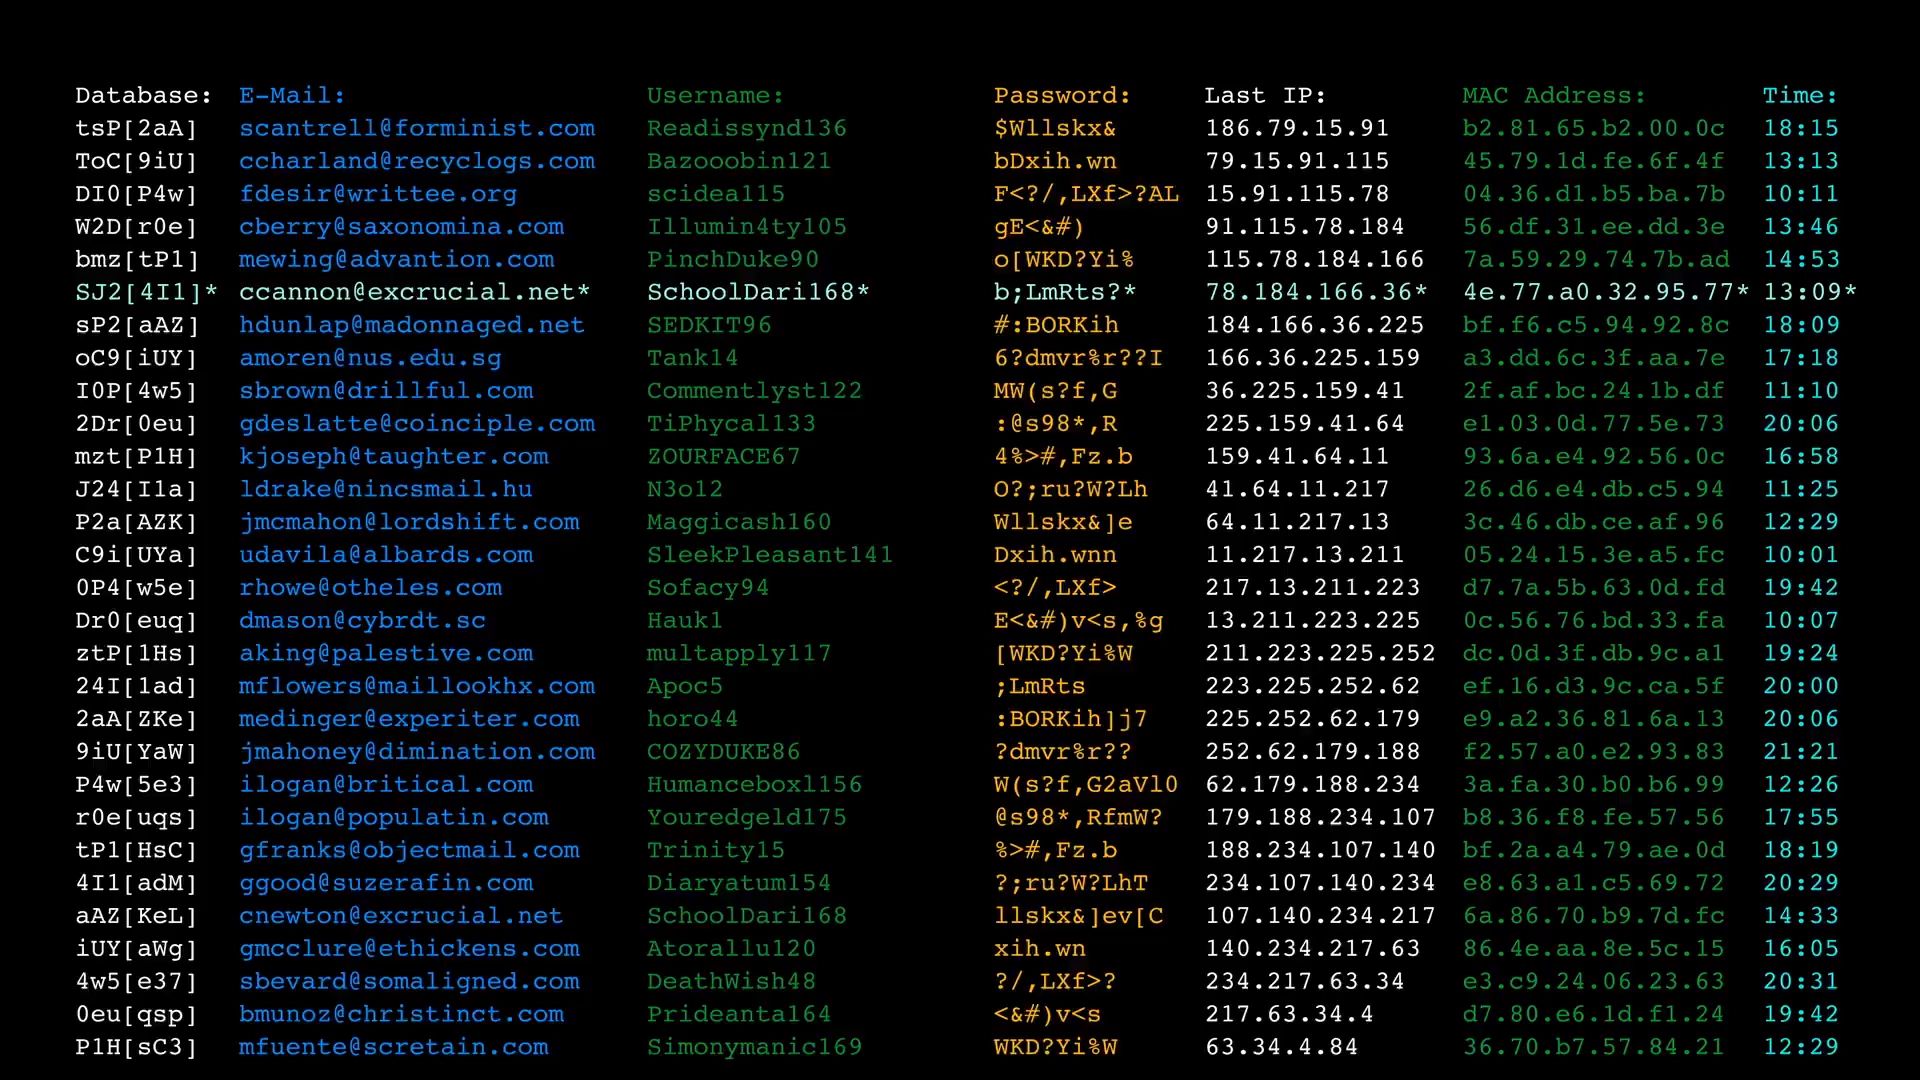 Database: E-Mail: Username: Password: Last IP: MAC Address: Time:
tsP[2aA] scantrell@forminist.com Readissynd136 $Wllskx& 186.79.15.91 b2.81.65.b2.00.0c 18:15
ToC[9iU] ccharland@recyclogs.com Bazooobin121 bDxih.wn 79.15.91.115 45.79.1d.fe.6f.4f 13:13
DI0[P4w] fdesir@writtee.org scidea115 F<?/,LXf>?AL 15.91.115.78 04.36.d1.b5.ba.7b 10:11
W2D[r0e] cberry@saxonomina.com Illumin4ty105 gE<&#) 91.115.78.184 56.df.31.ee.dd.3e 13:46
bmz[tP1] mewing@advantion.com PinchDuke90 o[WKD?Yi% 115.78.184.166 7a.59.29.74.7b.ad 14:53
SJ2[4I1]* ccannon@excrucial.net* SchoolDari168* b;LmRts?* 78.184.166.36* 4e.77.a0.32.95.77* 13:09*
sP2[aAZ] hdunlap@madonnaged.net SEDKIT96 #:BORKih 184.166.36.225 bf.f6.c5.94.92.8c 18:09
oC9[iUY] amoren@nus.edu.sg Tank14 6?dmvr%r??I 166.36.225.159 a3.dd.6c.3f.aa.7e 17:18
I0P[4w5] sbrown@drillful.com Commentlyst122 MW(s?f,G 36.225.159.41 2f.af.bc.24.1b.df 11:10
2Dr[0eu] gdeslatte@coinciple.com TiPhycal133 :@s98*,R 225.159.41.64 e1.03.0d.77.5e.73 20:06
mzt[P1H] kjoseph@taughter.com ZOURFACE67 4%>#,Fz.b 159.41.64.11 93.6a.e4.92.56.0c 16:58
J24[I1a] ldrake@nincsmail.hu N3o12 O?;ru?W?Lh 41.64.11.217 26.d6.e4.db.c5.94 11:25
P2a[AZK] jmcmahon@lordshift.com Maggicash160 Wllskx&]e 64.11.217.13 3c.46.db.ce.af.96 12:29
C9i[UYa] udavila@albards.com SleekPleasant141 Dxih.wnn 11.217.13.211 05.24.15.3e.a5.fc 10:01
0P4[w5e] rhowe@otheles.com Sofacy94 <?/,LXf> 217.13.211.223 d7.7a.5b.63.0d.fd 19:42
Dr0[euq] dmason@cybrdt.sc Hauk1 E<&#)v<s,%g 13.211.223.225 0c.56.76.bd.33.fa 10:07
ztP[1Hs] aking@palestive.com multapply117 [WKD?Yi%W 211.223.225.252 dc.0d.3f.db.9c.a1 19:24
24I[1ad] mflowers@maillookhx.com Apoc5 ;LmRts 223.225.252.62 ef.16.d3.9c.ca.5f 20:00
2aA[ZKe] medinger@experiter.com horo44 :BORKih]j7 225.252.62.179 e9.a2.36.81.6a.13 20:06
9iU[YaW] jmahoney@dimination.com COZYDUKE86 ?dmvr%r?? 252.62.179.188 f2.57.a0.e2.93.83 21:21
P4w[5e3] ilogan@britical.com Humanceboxl156 W(s?f,G2aVl0 62.179.188.234 3a.fa.30.b0.b6.99 12:26
r0e[uqs] ilogan@populatin.com Youredgeld175 @s98*,RfmW? 179.188.234.107 b8.36.f8.fe.57.56 17:55
tP1[HsC] gfranks@objectmail.com Trinity15 %>#,Fz.b 188.234.107.140 bf.2a.a4.79.ae.0d 18:19
4I1[adM] ggood@suzerafin.com Diaryatum154 ?;ru?W?LhT 234.107.140.234 e8.63.a1.c5.69.72 20:29
aAZ[KeL] cnewton@excrucial.net SchoolDari168 llskx&]ev[C 107.140.234.217 6a.86.70.b9.7d.fc 14:33
iUY[aWg] gmcclure@ethickens.com Atorallu120 xih.wn 140.234.217.63 86.4e.aa.8e.5c.15 16:05
4w5[e37] sbevard@somaligned.com DeathWish48 ?/,LXf>? 234.217.63.34 e3.c9.24.06.23.63 20:31
0eu[qsp] bmunoz@christinct.com Prideanta164 <&#)v<s 217.63.34.4 d7.80.e6.1d.f1.24 19:42
P1H[sC3] mfuente@scretain.com Simonymanic169 WKD?Yi%W 63.34.4.84 36.70.b7.57.84.21 12:29